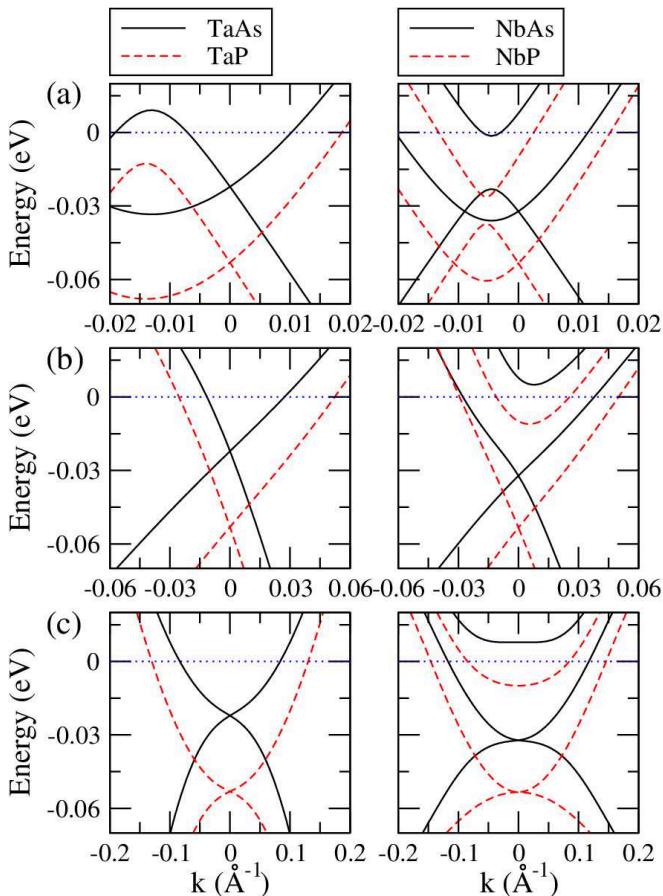 TaAs
TaP
NbAs
NbP
(a)
Energy (eV)
0
-0.03
-0.06
-0.02 -0.01 0 0.01 0.02
-0.02 -0.01 0 0.01 0.02
(b)
Energy (eV)
0
-0.03
-0.06
-0.06 -0.03 0 0.03 0.06
-0.06 -0.03 0 0.03 0.06
(c)
Energy (eV)
0
-0.03
-0.06
-0.2 -0.1 0 0.1 0.2
-0.2 -0.1 0 0.1 0.2
k (Å⁻¹)
k (Å⁻¹)